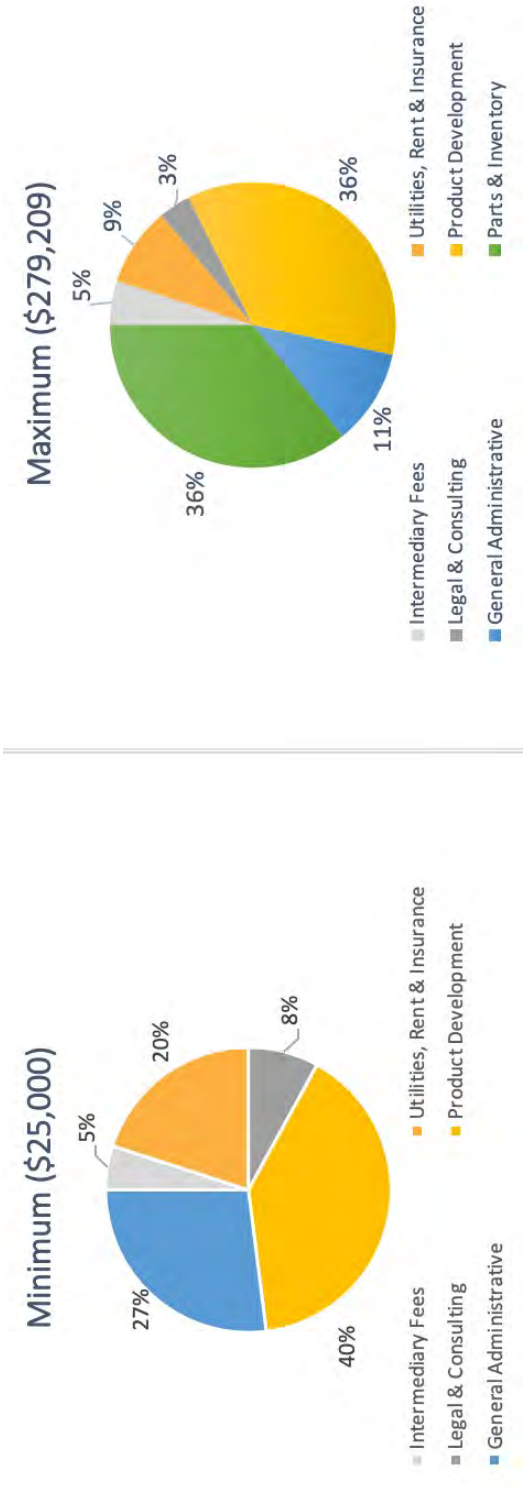 Minimum ($25,000)
5%
20%
8%
40%
27%
Intermediary Fees
Utilities, Rent & Insurance
Legal & Consulting
Product Development
General Administrative
Maximum ($279,209)
5%
9%
3%
36%
11%
36%
Intermediary Fees
Utilities, Rent & Insurance
Legal & Consulting
Product Development
General Administrative
Parts & Inventory